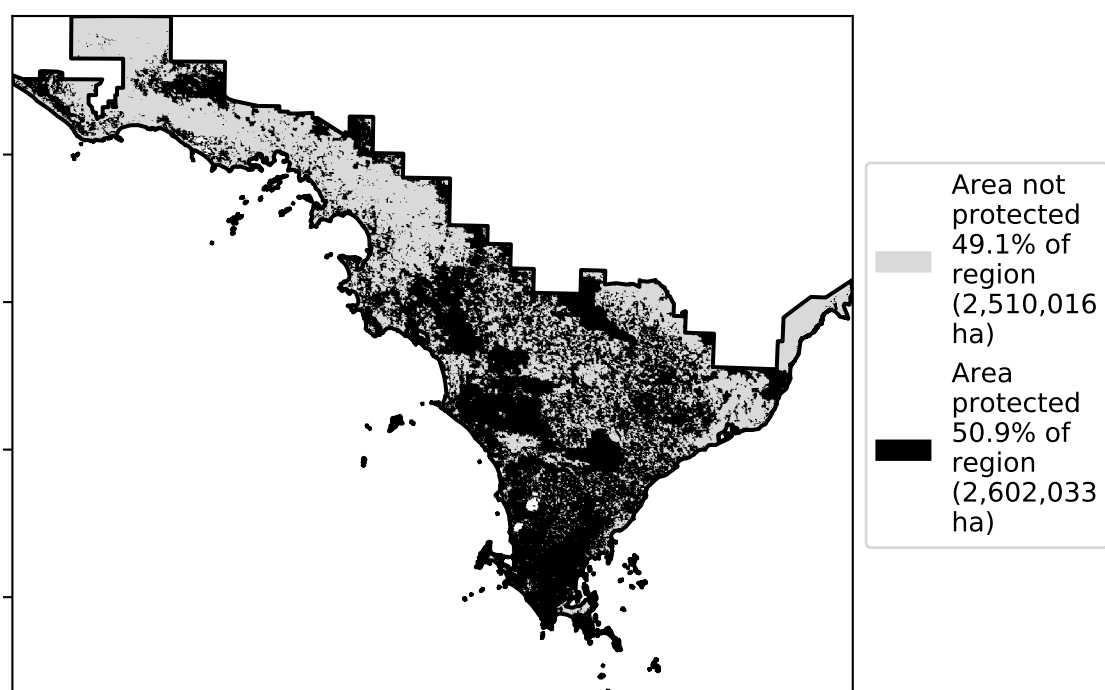 Area not
protected
49.1% of
region
(2,510,016
ha)
Area
protected
50.9% of
region
(2,602,033
ha)